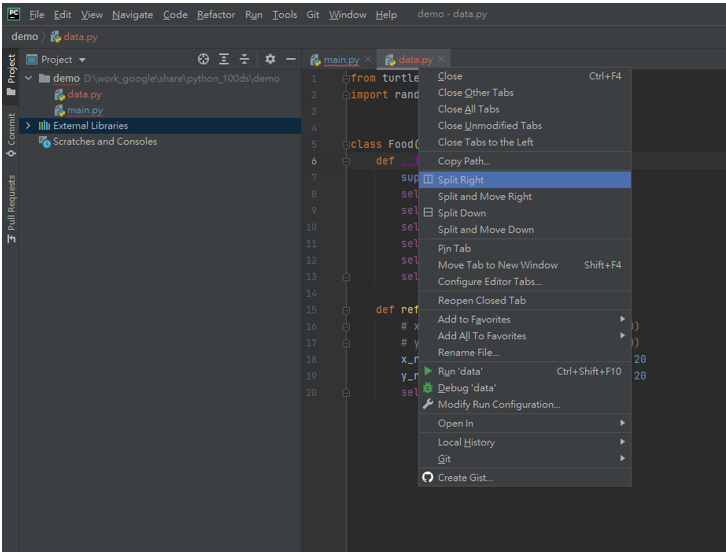 PC File Edit View Navigate Code Refactor Run Tools Git Window Help demo - data.py
demo data.py
Project
Commit
Pull Requests
Project
demo D:\work_google\share\python_100ds\demo
data.py
main.py
External Libraries
Scratches and Consoles
main.py data.py
1 from turtle
2 import rand
3
4
5 class Food(
6 def
7 sup
8 sel
9 sel
10 sel
11 sel
12 sel
13 sel
14
15 def ref
16 # x )
17 # y )
18 x_r 20
19 y_r 20
20 sel
Close Ctrl+F4
Close Other Tabs
Close All Tabs
Close Unmodified Tabs
Close Tabs to the Left
Copy Path...
Split Right
Split and Move Right
Split Down
Split and Move Down
Pin Tab
Move Tab to New Window Shift+F4
Configure Editor Tabs...
Reopen Closed Tab
Add to Favorites
Add All To Favorites
Rename File...
Run 'data' Ctrl+Shift+F10
Debug 'data'
Modify Run Configuration...
Open In
Local History
Git
Create Gist...